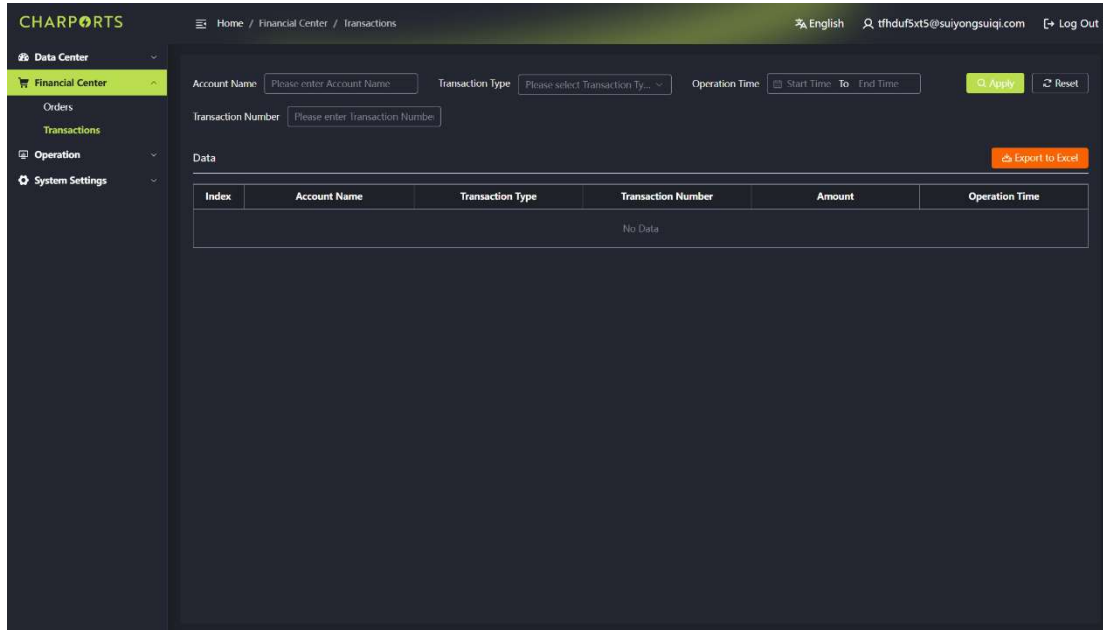 CHARPORTS
Home / Financial Center / Transactions
English
tfhduf5xt5@suiyongsuiqi.com
Log Out
Data Center
Financial Center
Orders
Transactions
Operation
System Settings
Account Name Please enter Account Name
Transaction Type Please select Transaction Ty...
Operation Time Start Time To End Time
Apply
Reset
Transaction Number Please enter Transaction Number
Data
Export to Excel
Index Account Name Transaction Type Transaction Number Amount Operation Time
No Data